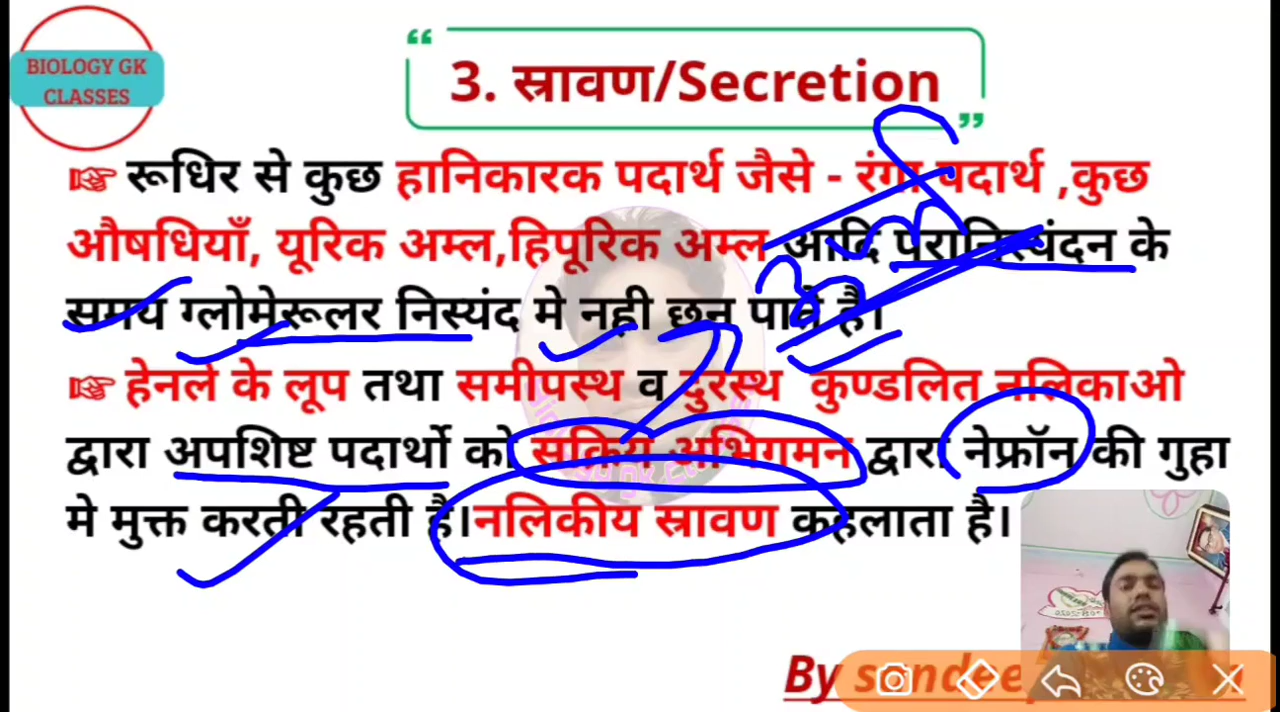 BIOLOGY GK
CLASSES
3. स्रावण/Secretion
रूधिर से कुछ हानिकारक पदार्थ जैसे - रंगा पदार्थ ,कुछ
औषधियाँ, यूरिक अम्ल,हिपूरिक अम्ल आदि परानिस्यंदन के
समय ग्लोमेरूलर निस्यंद मे नही छन पाते है।
हेनले के लूप तथा समीपस्थ व दुरस्थ कुण्डलित नलिकाओ
द्वारा अपशिष्ट पदार्थो को सक्रिय अभिगमन द्वारा नेफ्रॉन की गुहा
मे मुक्त करती रहती है।नलिकीय स्रावण कहलाता है।
By